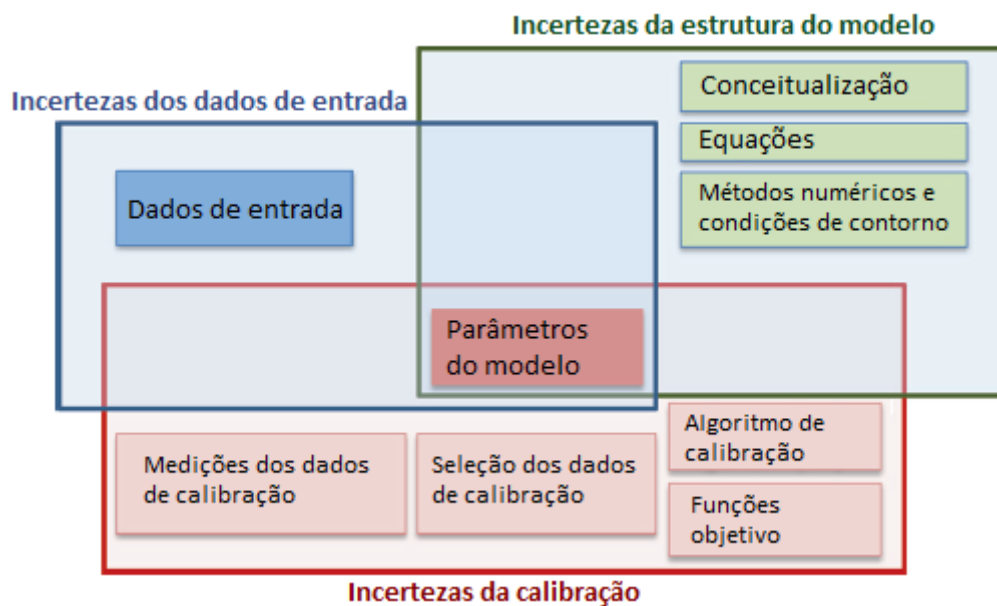 Incertezas da estrutura do modelo
Conceitualização
Incertezas dos dados de entrada
Equações
Dados de entrada
Métodos numéricos e
condições de contorno
Parâmetros
do modelo
Algoritmo de
calibração
Medições dos dados
de calibração
Seleção dos dados
de calibração
Funções
objetivo
Incertezas da calibração